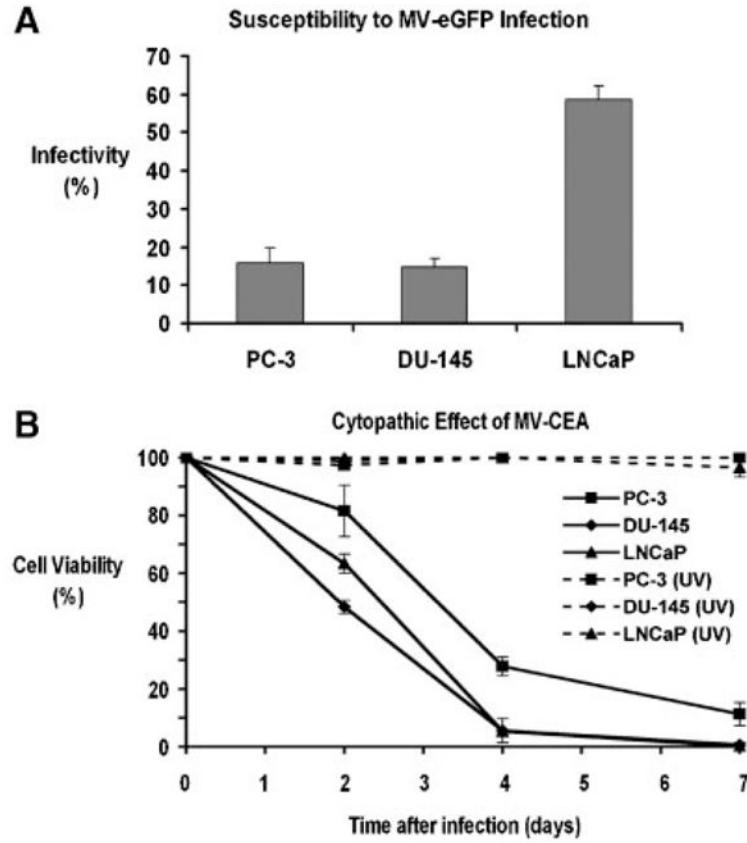 A
Susceptibility to MV-eGFP Infection
70
60
50
40
30
20
10
0
Infectivity
(%)
PC-3 DU-145 LNCaP
B
Cytopathic Effect of MV-CEA
100
80
60
40
20
0
Cell Viability
(%)
PC-3
DU-145
LNCaP
PC-3 (UV)
DU-145 (UV)
LNCaP (UV)
0 1 2 3 4 5 6 7
Time after infection (days)